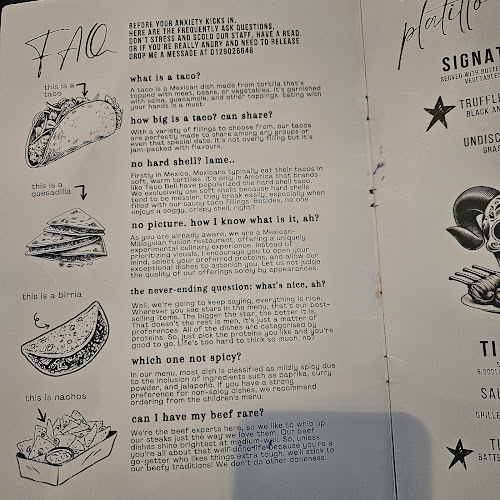 FAQ
BEFORE YOUR ANXIETY KICKS IN,
HERE ARE THE FREQUENTLY ASK QUESTIONS,
DON'T STRESS AND SCOLD OUR STAFF, HAVE A READ.
OR IF YOU'RE REALLY ANGRY AND NEED TO RELEASE
DROP ME A MESSAGE AT 0129026646
this is a
taco
what is a taco?
A taco is a Mexican dish made from tortilla that's
topped with meat, beans, or vegetables. It's garnished
with salsa, guacamole, and other toppings. Eating with
your hands is a must.
how big is a taco? can share?
With a variety of fillings to choose from, our tacos
are perfectly made to share among any groups or
even that special date. It's not overly filling but it's
jam-packed with flavours.
no hard shell? lame..
Firstly in Mexico, Mexicans typically eat their tacos in
soft, warm tortillas. It's only in America that brands
like Taco Bell have popularized the hard shell taco.
We exclusively use soft shells because hard shells
tend to be messier, they break easily, especially when
filled with our saucy taco fillings. Besides, no one
enjoys a soggy, crispy shell, right?
this is a
quesadilla
no picture. how I know what is it, ah?
As you are already aware, we are a Mexican-
Malaysian fusion restaurant, offering a uniquely
experimental culinary experience. Instead of
prioritizing visuals, I encourage you to open your
mind, select your preferred proteins, and allow our
exceptional dishes to astonish you. Let us not judge
the quality of our offerings solely by appearances.
this is a birria
the never-ending question: what's nice, ah?
Well, we're going to keep saying, everything is nice.
Wherever you see stars in the menu, that's our best-
selling items. The bigger the star, the better it is.
That doesn't the rest is meh, it's just a matter of
preferences. All of the dishes are categorised by
proteins. So, just pick the proteins you like and you're
good to go. Life's too hard to think so much, no?
which one not spicy?
In our menu, most dish is classified as mildly spicy due
to the inclusion of ingredients such as paprika, curry
powder, and jalapeño. If you have a strong
preference for non-spicy dishes, we recommend
ordering from the children's menu.
this is nachos
can I have my beef rare?
We're the beef experts here, so we like to whip up
our steaks just the way we love them. Our beef
dishes shine brightest at medium-well. So, unless
you're all about that well-done life because you're a
go-getter who likes things extra tough, we'll stick to
our beefy traditions! We don't do other doneness.
platillo
SIGNAT
SERVED WITH BUTTE
VEGETABLE
TRUFFLE
BLACK AN
UNDISC
GRAS
TI
SAL
GRILLE
TI
BATTE